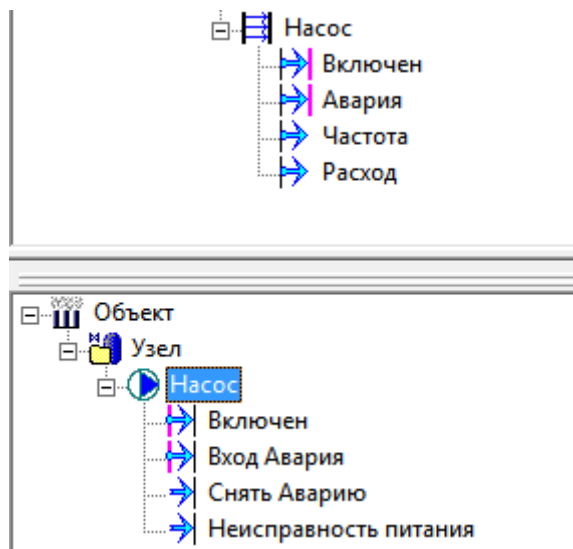 Насос
Включен
Авария
Частота
Расход
Объект
Узел
Насос
Включен
Вход Авария
Снять Аварию
Неисправность питания